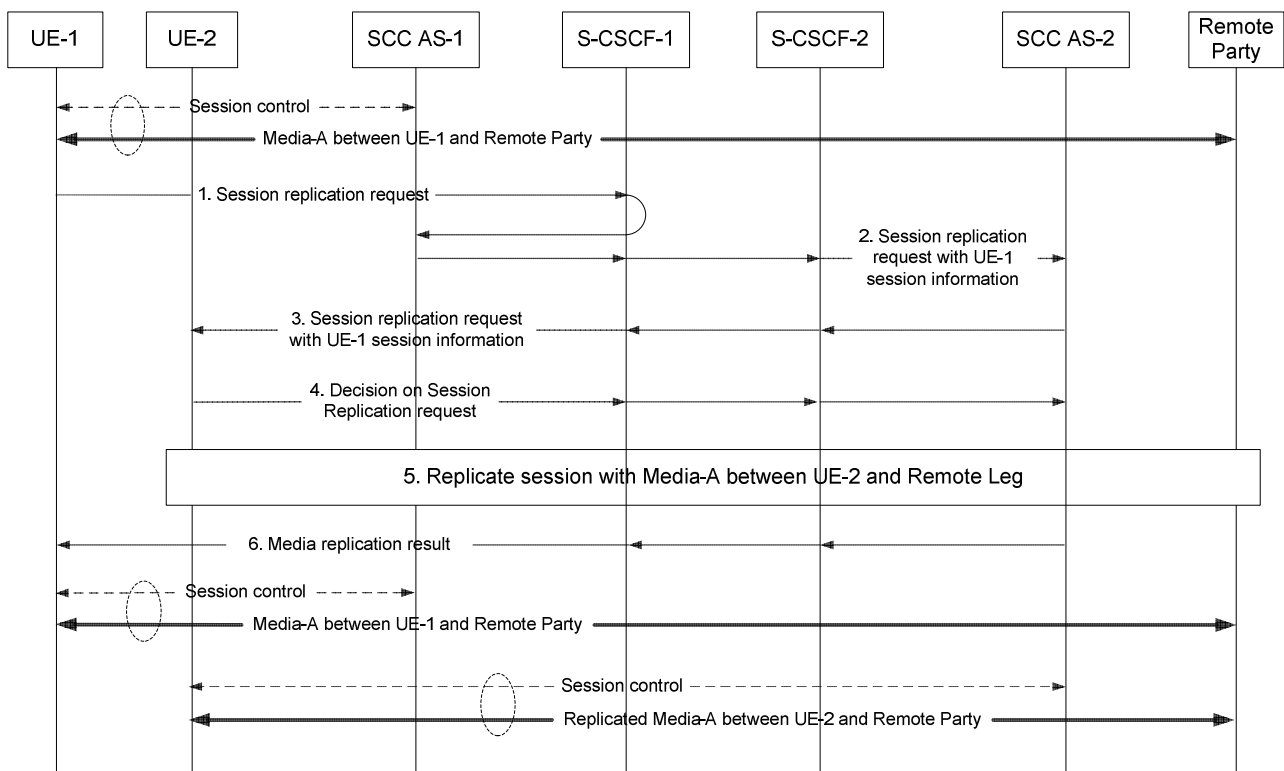 UE-1
UE-2
SCC AS-1
S-CSCF-1
S-CSCF-2
SCC AS-2
Remote
Party
Session control
Media-A between UE-1 and Remote Party
1. Session replication request
2. Session replication
request with UE-1
session information
3. Session replication request
with UE-1 session information
4. Decision on Session
Replication request
5. Replicate session with Media-A between UE-2 and Remote Leg
6. Media replication result
Session control
Media-A between UE-1 and Remote Party
Session control
Replicated Media-A between UE-2 and Remote Party